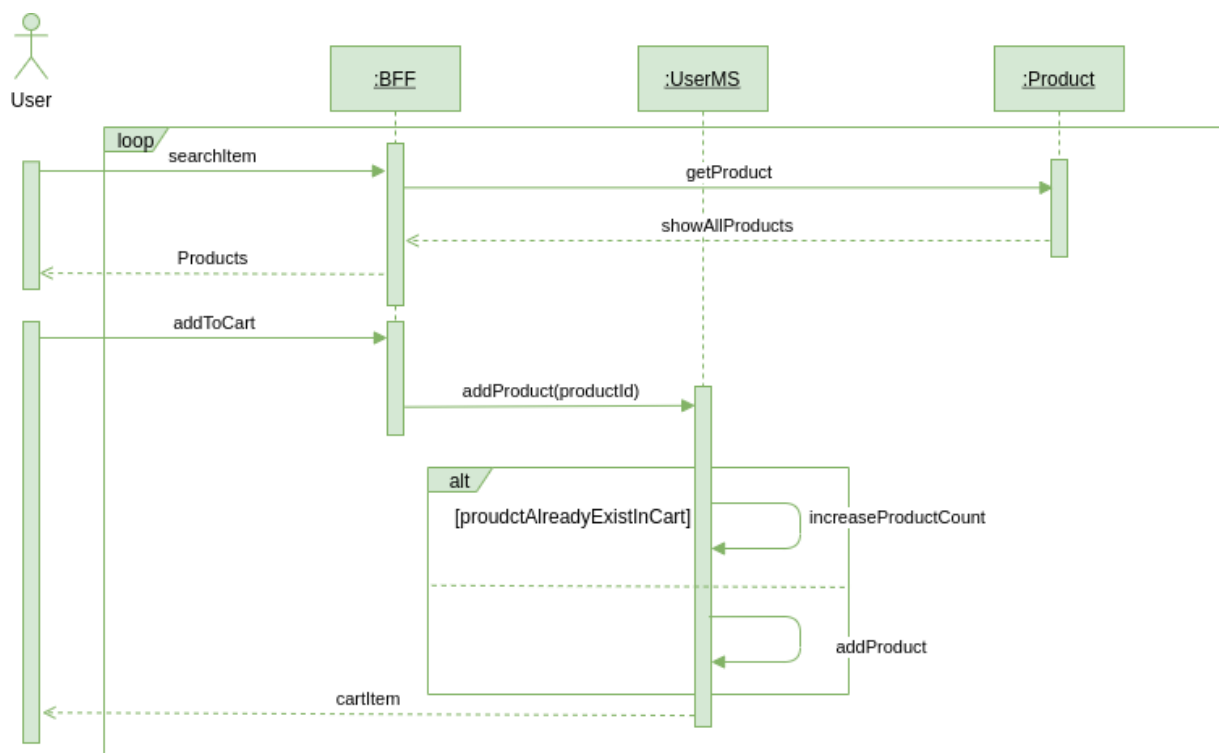 User
:BFF
:UserMS
:Product
loop
searchItem
getProduct
showAllProducts
Products
addToCart
addProduct(productId)
alt
[proudctAlreadyExistInCart]
increaseProductCount
addProduct
cartItem